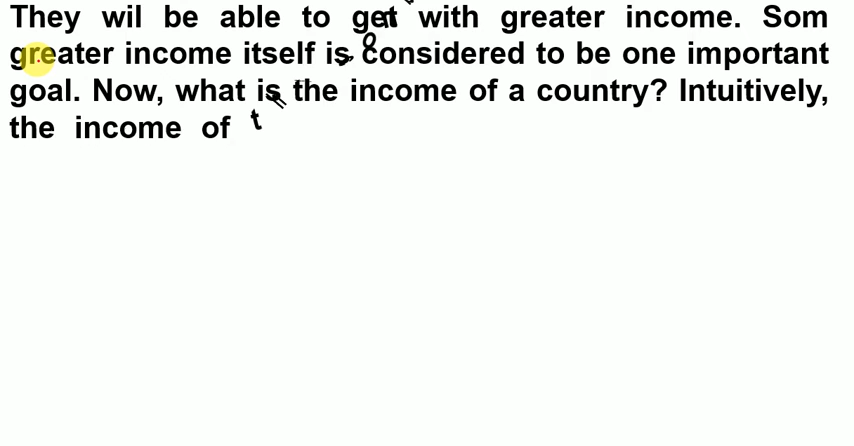 They wil be able to get with greater income. Som
greater income itself is considered to be one important
goal. Now, what is the income of a country? Intuitively,
the income of t